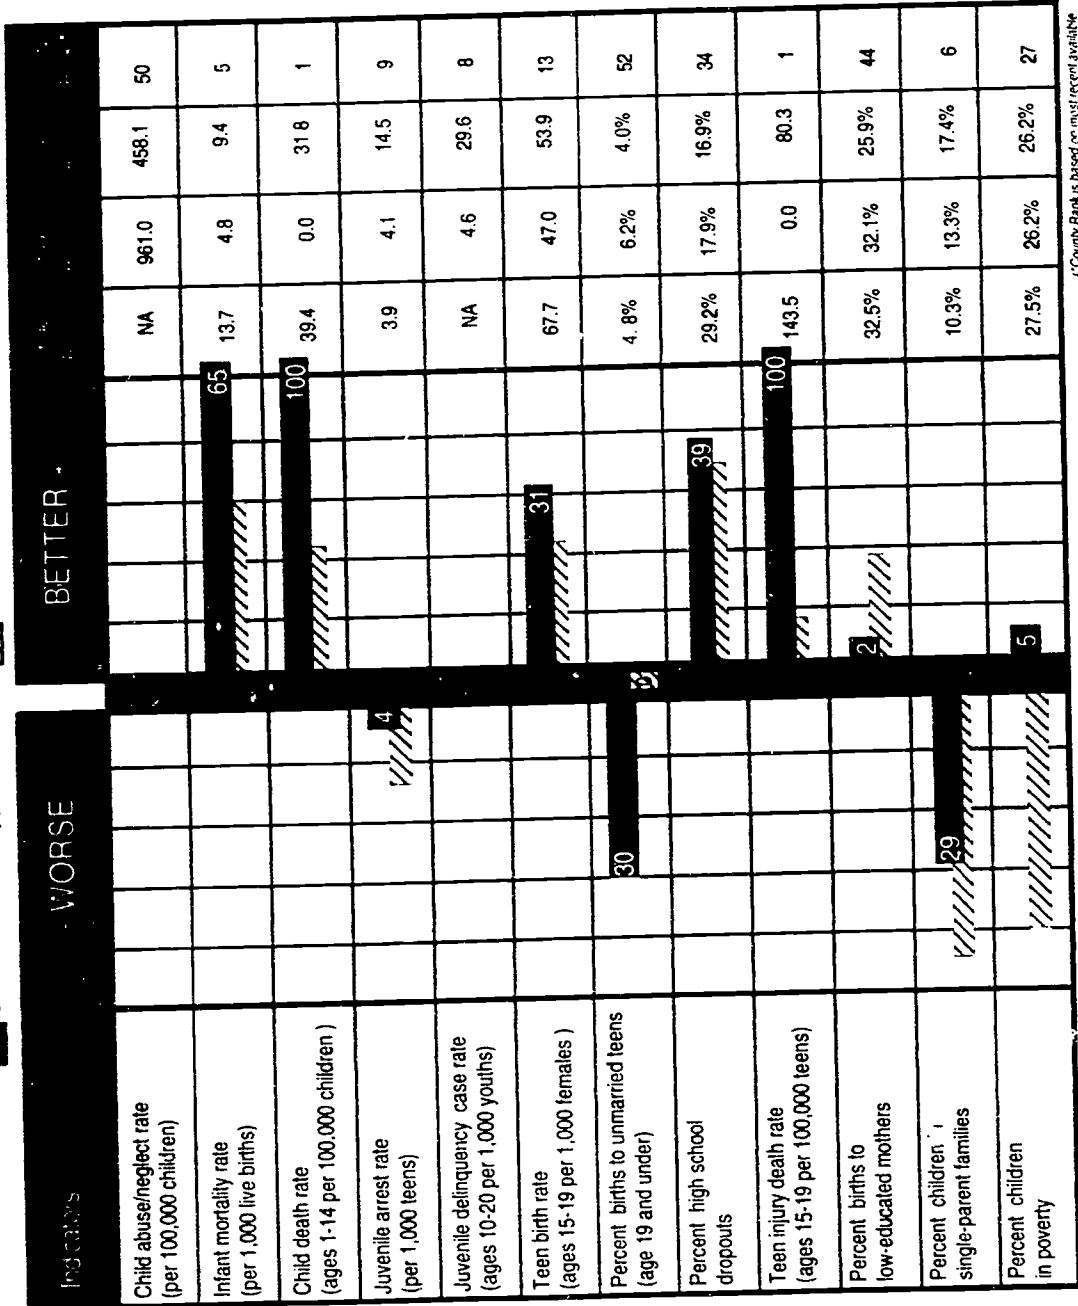 Indicators
WORSE
BETTER
Child abuse/neglect rate
(per 100,000 children)
NA
961.0
458.1
50
Infant mortality rate
(per 1,000 live births)
65
13.7
4.8
9.4
5
Child death rate
(ages 1-14 per 100,000 children )
100
39.4
0.0
31 8
1
Juvenile arrest rate
(per 1,000 teens)
4
3.9
4.1
14.5
9
Juvenile delinquency case rate
(ages 10-20 per 1,000 youths)
NA
4.6
29.6
8
Teen birth rate
(ages 15-19 per 1,000 females )
31
67.7
47.0
53.9
13
Percent births to unmarried teens
(age 19 and under)
30
4. 8%
6.2%
4.0%
52
Percent high school
dropouts
39
29.2%
17.9%
16.9%
34
Teen injury death rate
(ages 15-19 per 100,000 teens)
100
143.5
0.0
80.3
1
Percent births to
low-educated mothers
2
32.5%
32.1%
25.9%
44
Percent children
single-parent families
29
10.3%
13.3%
17.4%
6
Percent children
in poverty
5
27.5%
26.2%
26.2%
27
(*County Rank is based on most recent available